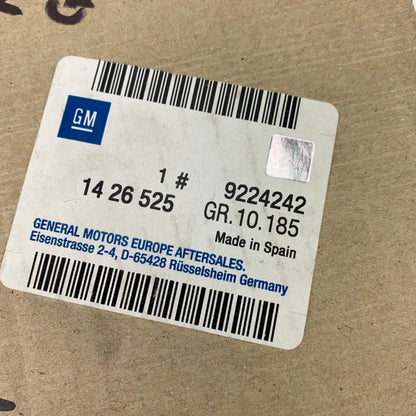 GM
1 #
14 26 525
9224242
GR.10.185
Made in Spain
GENERAL MOTORS EUROPE AFTERSALES.
Eisenstrasse 2-4, D-65428 Rüsselsheim Germany